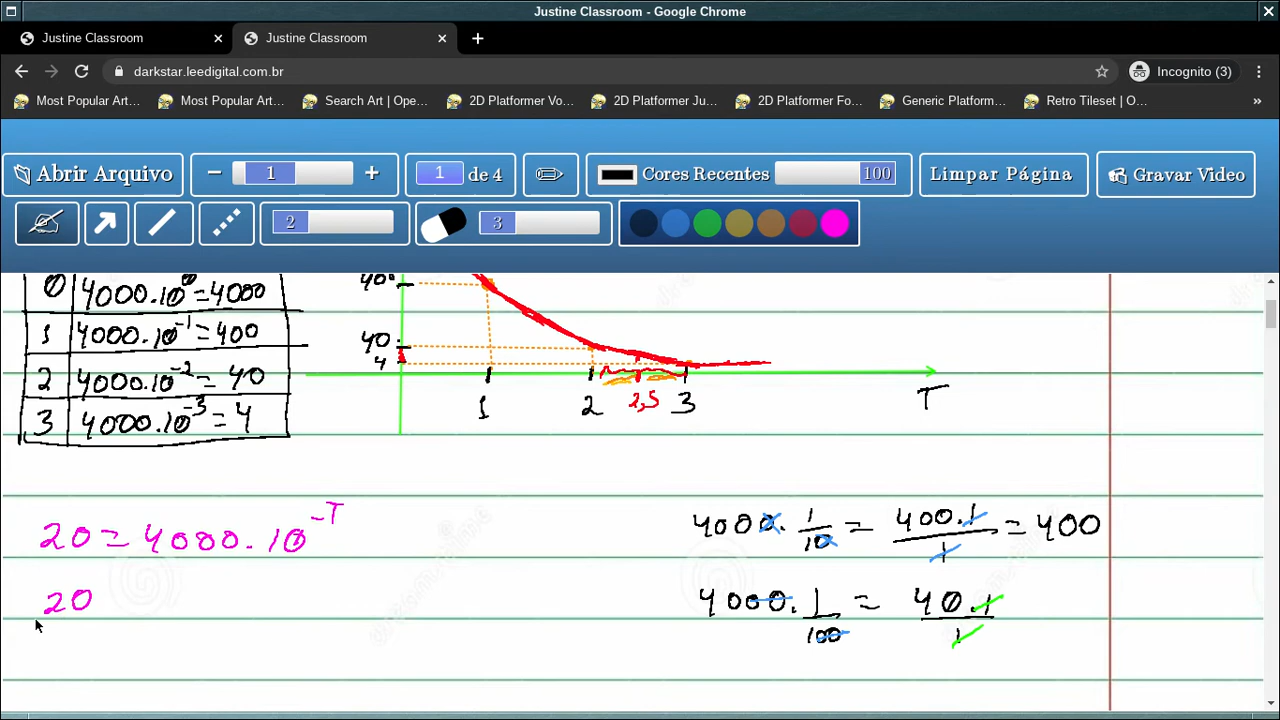 Justine Classroom - Google Chrome
Justine Classroom
Justine Classroom
darkstar.leedigital.com.br
Incognito (3)
Most Popular Art...
Most Popular Art...
Search Art | Ope...
2D Platformer Vo...
2D Platformer Ju...
2D Platformer Fo...
Generic Platform...
Retro Tileset | O...
Abrir Arquivo
− 1 +
1 de 4
Cores Recentes
100
Limpar Página
Gravar Video
2
3
0 4000.10⁰=4000
1 4000.10⁻¹=400
2 4000.10⁻²=40
3 4000.10⁻³=4
400
40
4
1 2 2,5 3 T
20=4000.10⁻ᵀ
20
4000. 1/10 = 400.1/1 = 400
4000. 1/100 = 40.1/1